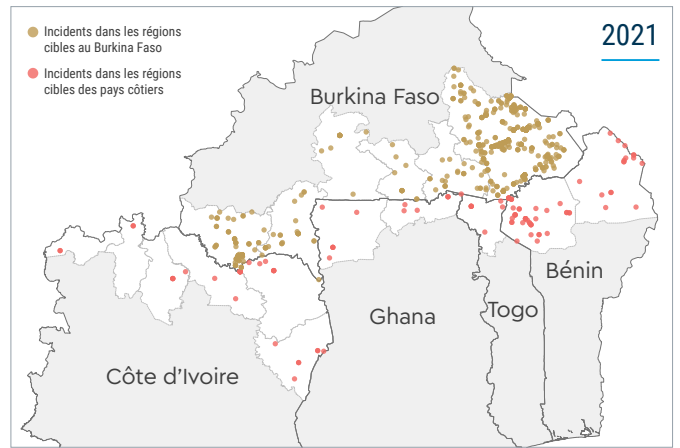 Incidents dans les régions
cibles au Burkina Faso
Incidents dans les régions
cibles des pays côtiers
2021
Burkina Faso
Bénin
Togo
Ghana
Côte d'Ivoire